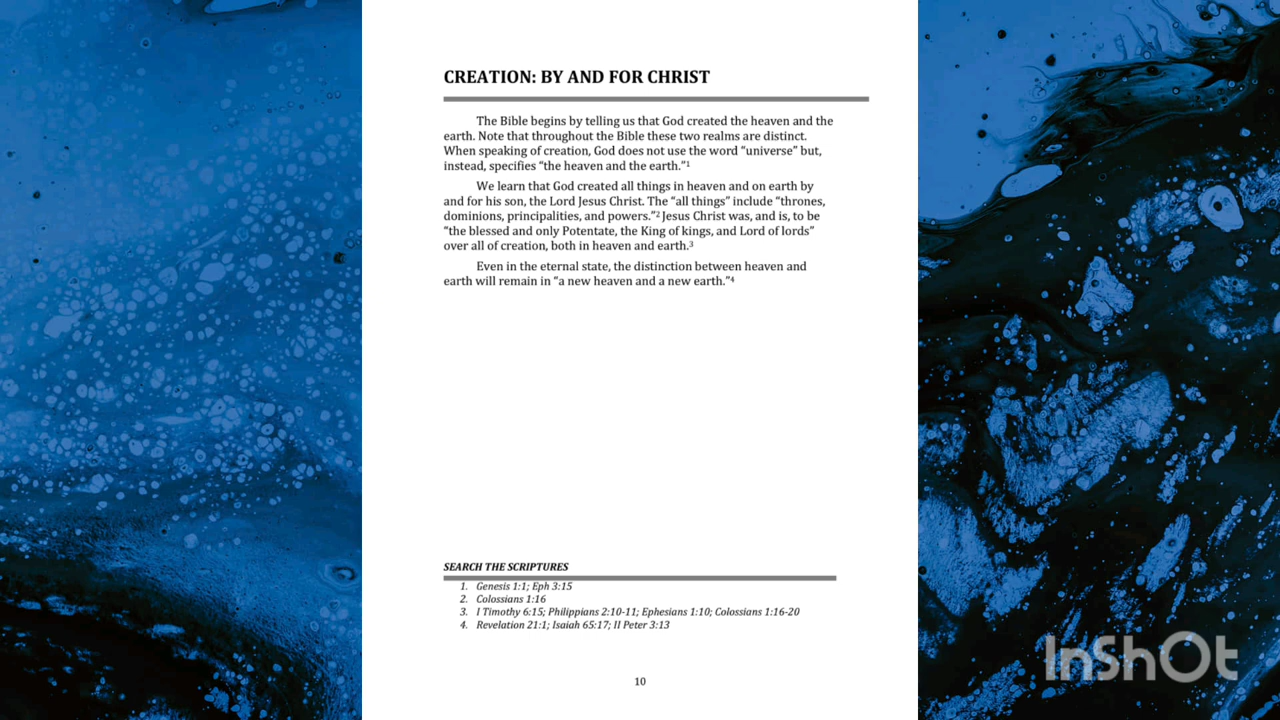 CREATION: BY AND FOR CHRIST
The Bible begins by telling us that God created the heaven and the
earth. Note that throughout the Bible these two realms are distinct.
When speaking of creation, God does not use the word “universe” but,
instead, specifies “the heaven and the earth.”¹
We learn that God created all things in heaven and on earth by
and for his son, the Lord Jesus Christ. The “all things” include “thrones,
dominions, principalities, and powers.”² Jesus Christ was, and is, to be
“the blessed and only Potentate, the King of kings, and Lord of lords”
over all of creation, both in heaven and earth.³
Even in the eternal state, the distinction between heaven and
earth will remain in “a new heaven and a new earth.”⁴
SEARCH THE SCRIPTURES
1. Genesis 1:1; Eph 3:15
2. Colossians 1:16
3. I Timothy 6:15; Philippians 2:10-11; Ephesians 1:10; Colossians 1:16-20
4. Revelation 21:1; Isaiah 65:17; II Peter 3:13
10
InShOt